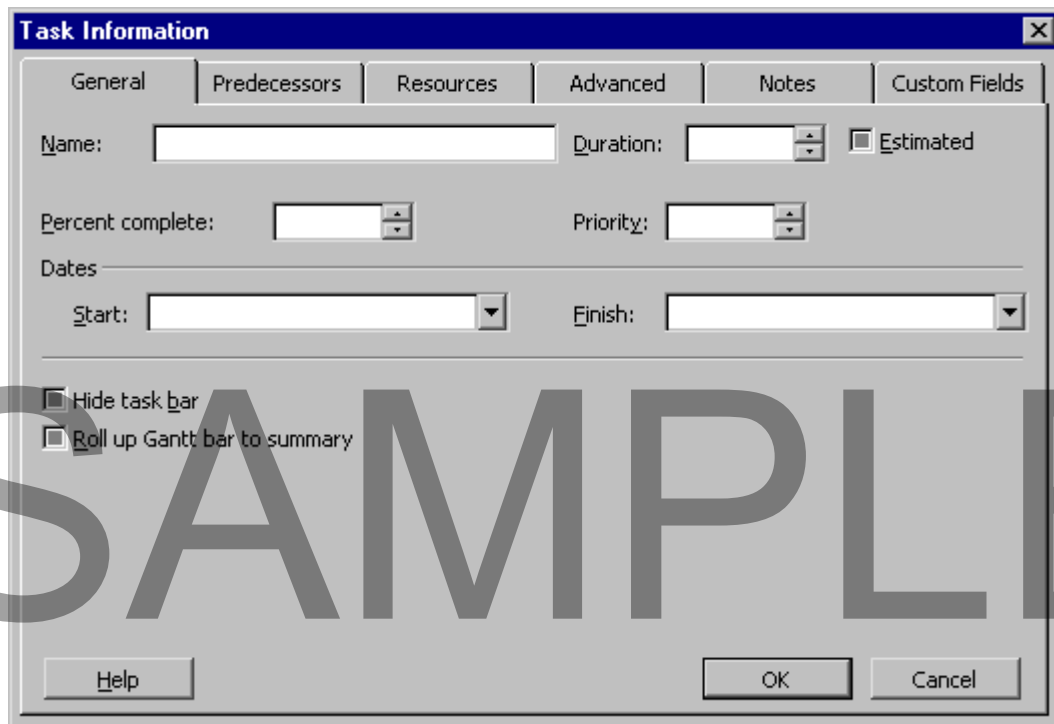 Task Information
General Predecessors Resources Advanced Notes Custom Fields
Name: Duration: Estimated
Percent complete: Priority:
Dates
Start: Finish:
Hide task bar
Roll up Gantt bar to summary
SAMPL
Help OK Cancel